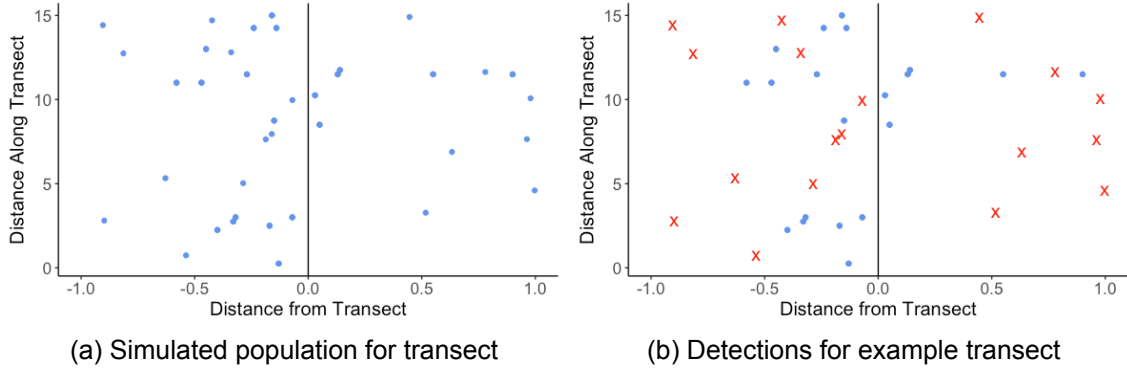 15
10
5
0
Distance Along Transect
-1.0 -0.5 0.0 0.5 1.0
Distance from Transect
(a) Simulated population for transect
15
10
5
0
Distance Along Transect
X X X X X X X X X X X X X X X X X X
-1.0 -0.5 0.0 0.5 1.0
Distance from Transect
(b) Detections for example transect